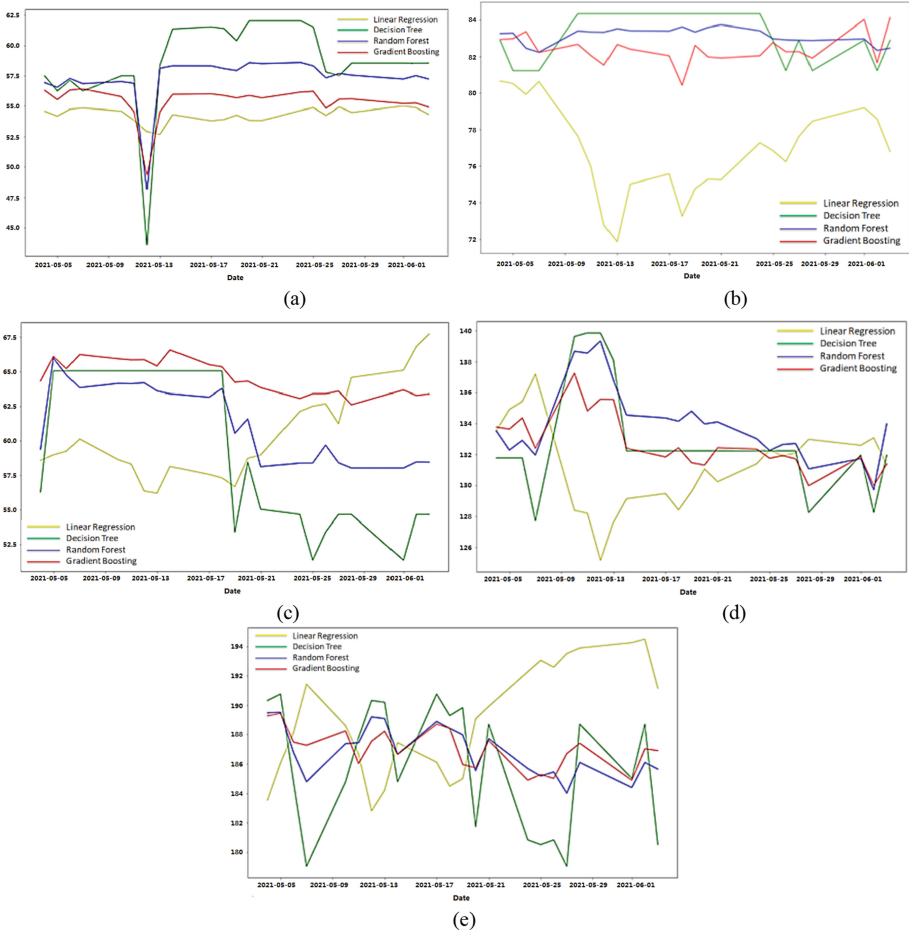 62.5
60.0
57.5
55.0
52.5
50.0
47.5
45.0
Linear Regression
Decision Tree
Random Forest
Gradient Boosting
2021-05-05 2021-05-09 2021-05-13 2021-05-17 2021-05-21 2021-05-25 2021-05-29 2021-06-01
Date
(a)
84
82
80
78
76
74
72
Linear Regression
Decision Tree
Random Forest
Gradient Boosting
2021-05-05 2021-05-09 2021-05-13 2021-05-17 2021-05-21 2021-05-25 2021-05-29 2021-06-01
Date
(b)
67.5
65.0
62.5
60.0
57.5
55.0
52.5
Linear Regression
Decision Tree
Random Forest
Gradient Boosting
2021-05-05 2021-05-09 2021-05-13 2021-05-17 2021-05-21 2021-05-25 2021-05-29 2021-06-01
Date
(c)
140
138
136
134
132
130
128
126
Linear Regression
Decision Tree
Random Forest
Gradient Boosting
2021-05-05 2021-05-09 2021-05-13 2021-05-17 2021-05-21 2021-05-25 2021-05-29 2021-06-01
Date
(d)
194
192
190
188
186
184
182
180
Linear Regression
Decision Tree
Random Forest
Gradient Boosting
2021-05-05 2021-05-09 2021-05-13 2021-05-17 2021-05-21 2021-05-25 2021-05-29 2021-06-01
Date
(e)